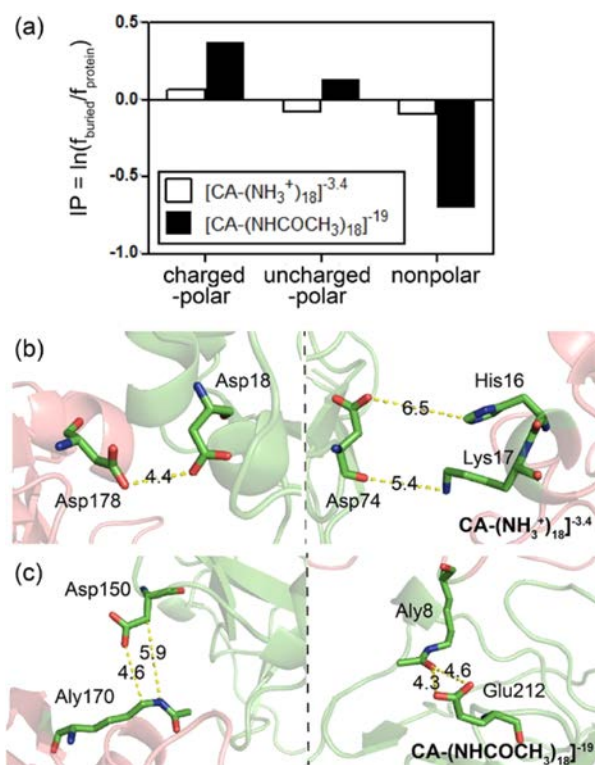 (a)
IP = ln(f_buried/f_protein)
0.5
0.0
-0.5
-1.0
[CA-(NH₃⁺)₁₈]⁻³·⁴
[CA-(NHCOCH₃)₁₈]⁻¹⁹
charged
-polar
uncharged
-polar
nonpolar
(b)
Asp18
4.4
Asp178
His16
6.5
Lys17
5.4
Asp74
CA-(NH₃⁺)₁₈]⁻³·⁴
(c)
Asp150
5.9
4.6
Aly170
Aly8
4.6
4.3
Glu212
CA-(NHCOCH₃)₁₈]⁻¹⁹